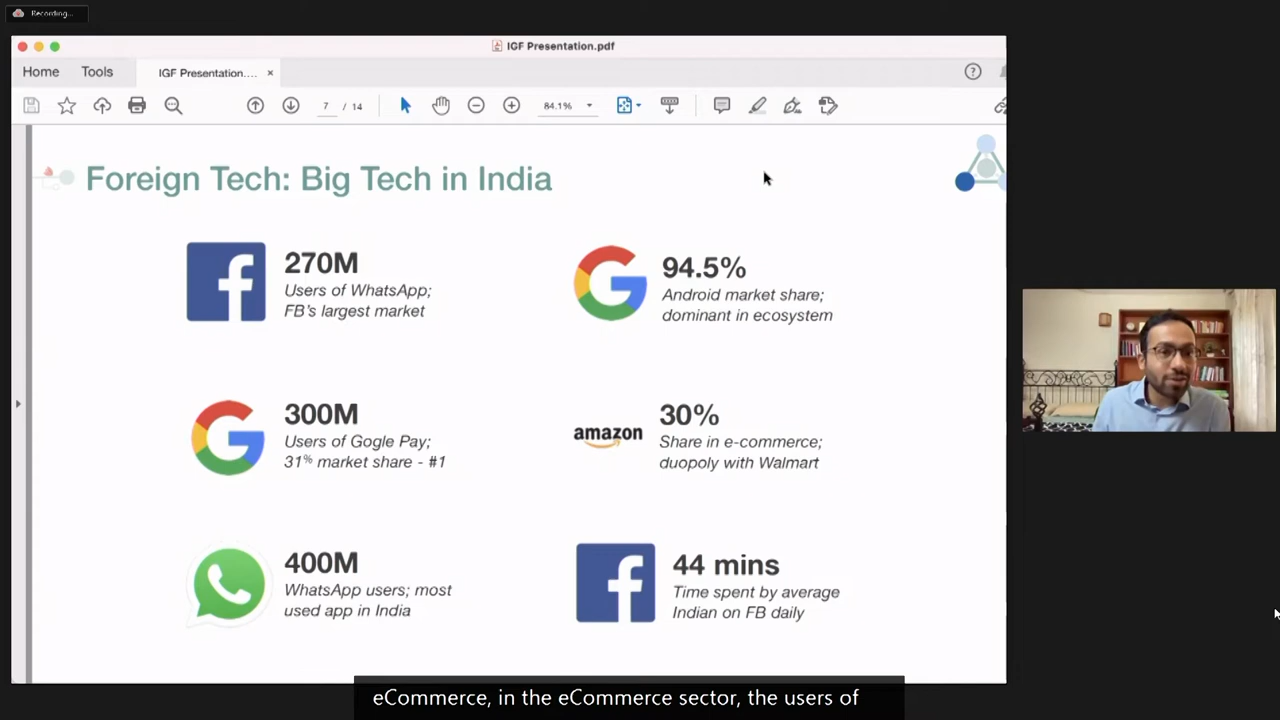 Recording...
IGF Presentation.pdf
Home
Tools
IGF Presentation....
7 / 14
84.1%
Foreign Tech: Big Tech in India
270M
Users of WhatsApp;
FB's largest market
94.5%
Android market share;
dominant in ecosystem
300M
Users of Gogle Pay;
31% market share - #1
amazon
30%
Share in e-commerce;
duopoly with Walmart
400M
WhatsApp users; most
used app in India
44 mins
Time spent by average
Indian on FB daily
eCommerce, in the eCommerce sector, the users of